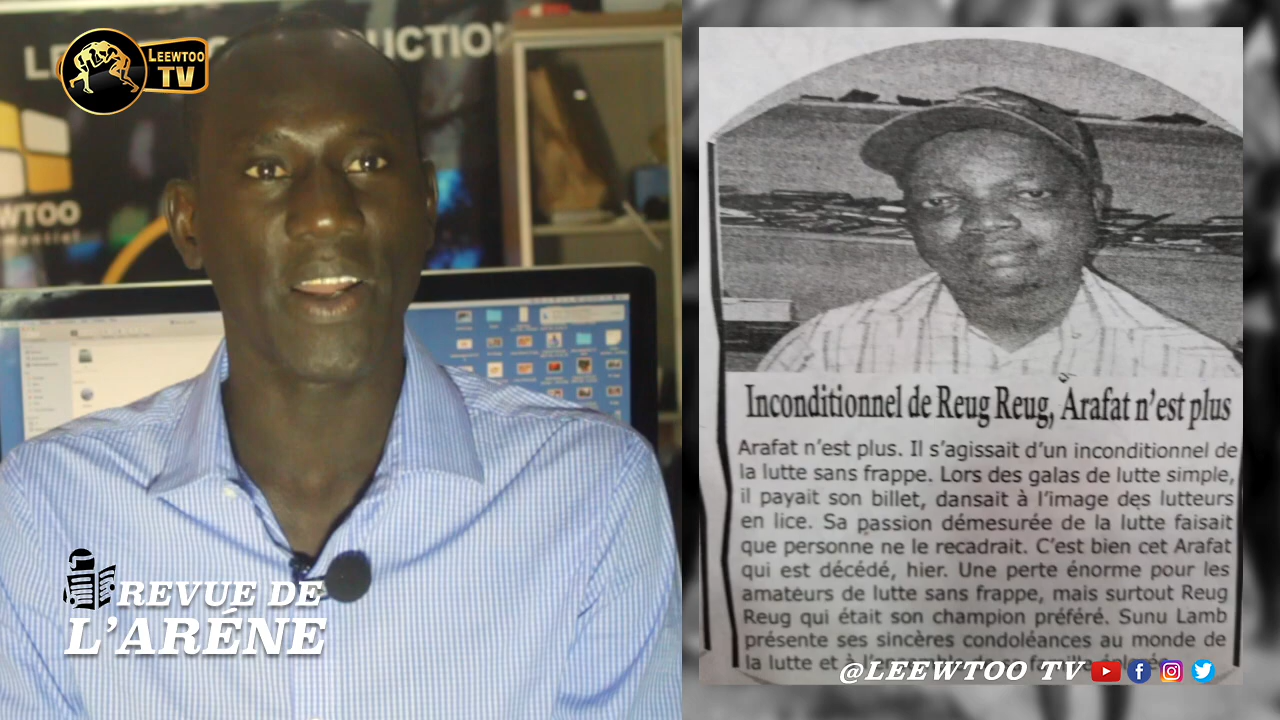 LEEWTOO
TV
UCTION
REVUE DE
L'ARÉNE
Inconditionnel de Reug Reug, Arafat n'est plus
Arafat n'est plus. Il s'agissait d'un inconditionnel de
la lutte sans frappe. Lors des galas de lutte simple,
il payait son billet, dansait à l'image des lutteurs
en lice. Sa passion démesurée de la lutte faisait
que personne ne le recadrait. C'est bien cet Arafat
qui est décédé, hier. Une perte énorme pour les
amateurs de lutte sans frappe, mais surtout Reug
Reug qui était son champion préféré. Sunu Lamb
présente ses sincères condoléances au monde de
la lutte et à
@LEEWTOO TV